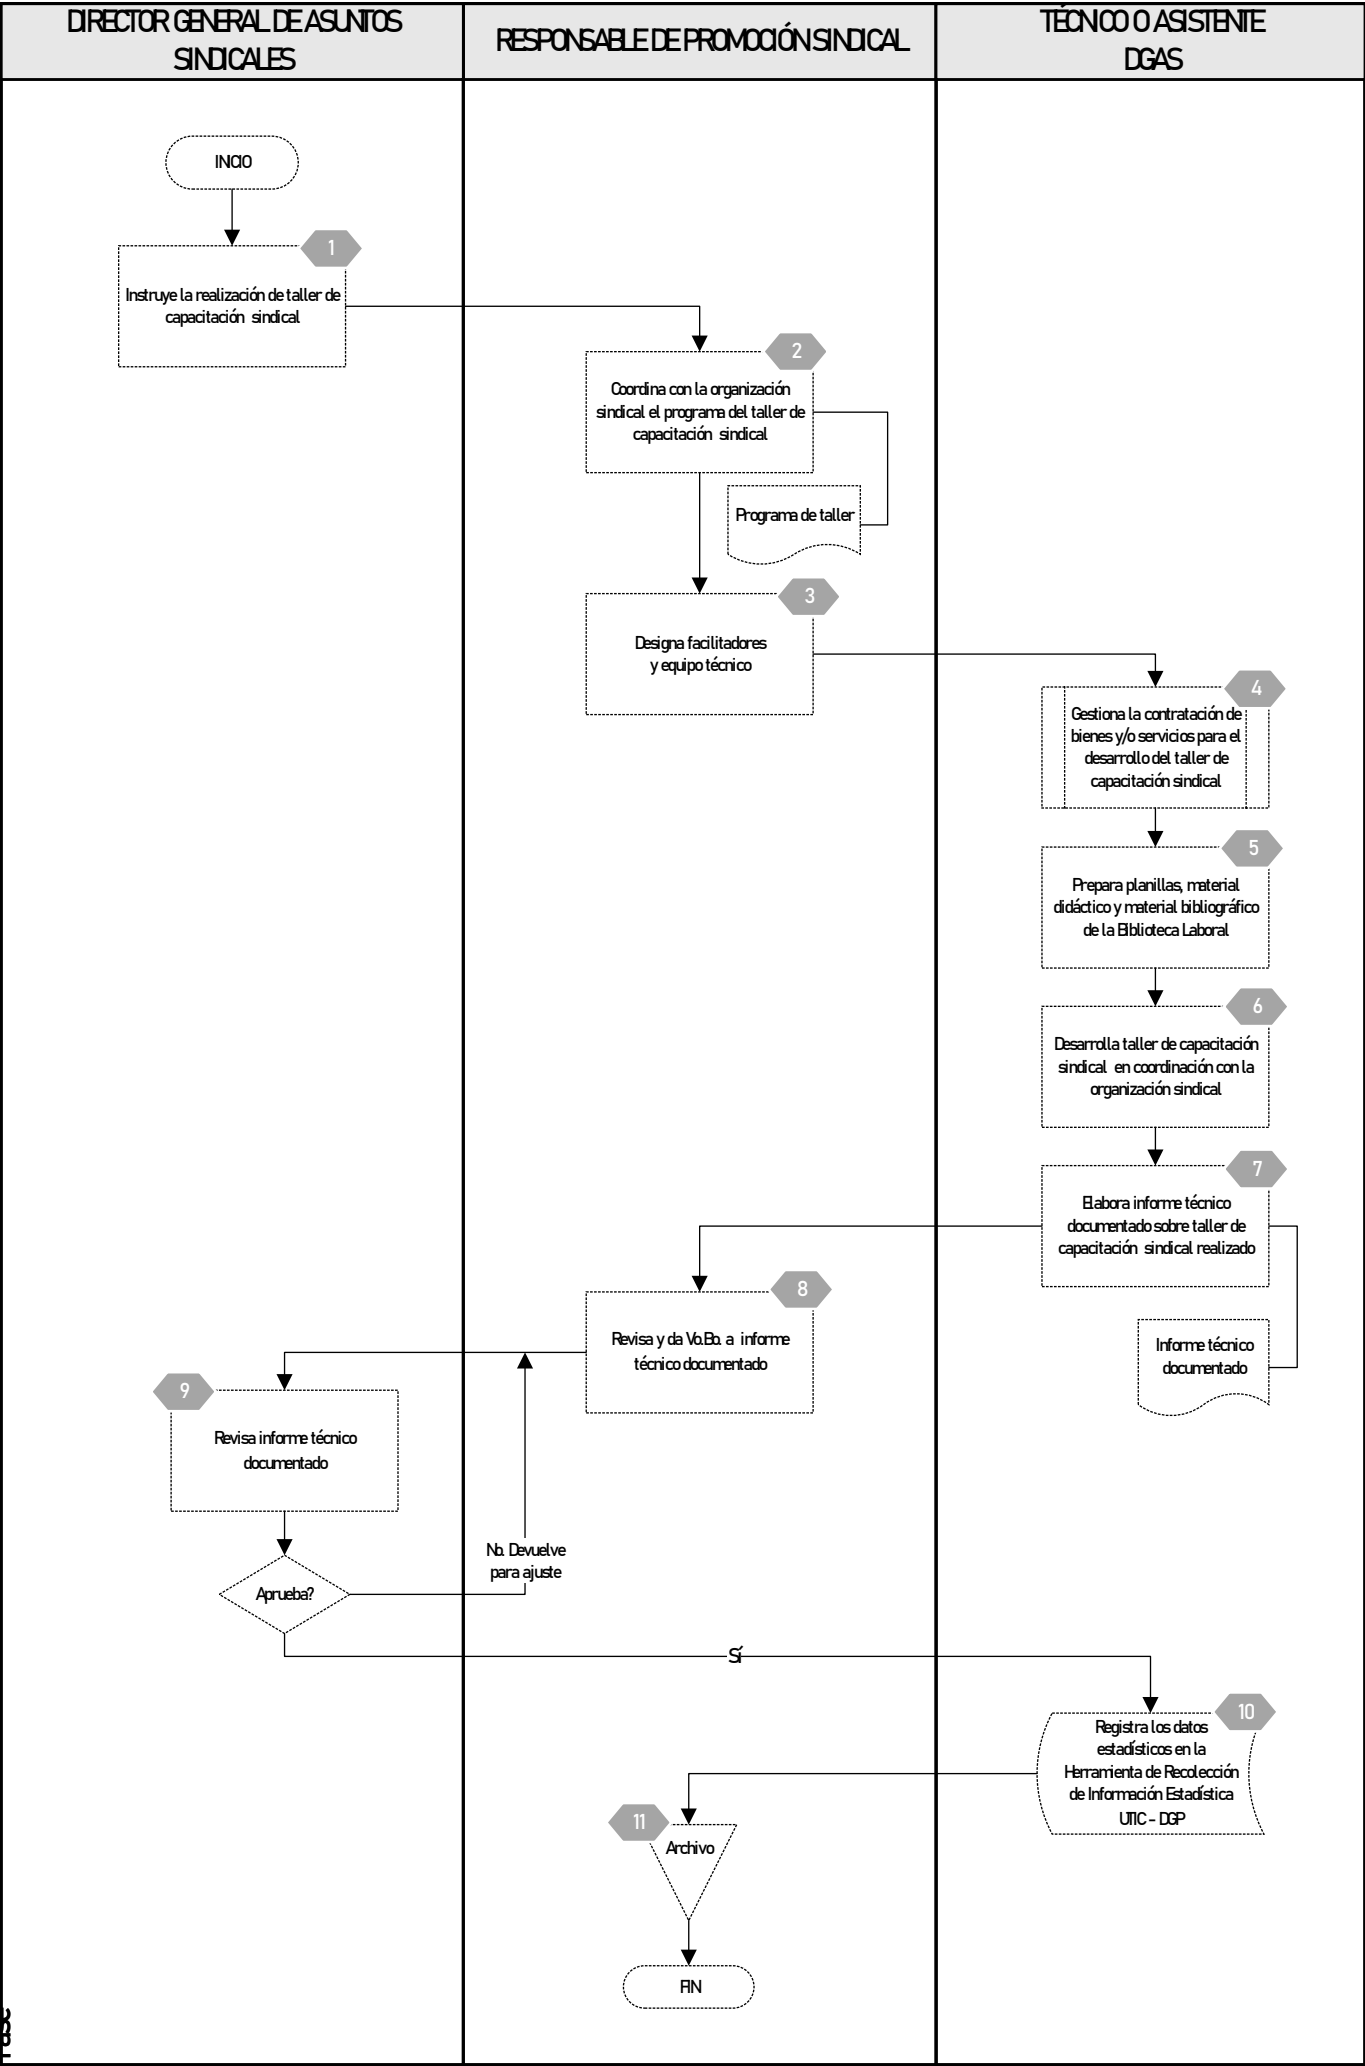 DIRECTOR GENERAL DE ASUNTOS
SINDICALES
RESPONSABLE DE PROMOCIÓN SINDICAL
TÉCNICO O ASISTENTE
DGAS
INICIO
1
Instruye la realización de taller de
capacitación sindical
2
Coordina con la organización
sindical el programa del taller de
capacitación sindical
Programa de taller
3
Designa facilitadores
y equipo técnico
4
Gestiona la contratación de
bienes y/o servicios para el
desarrollo del taller de
capacitación sindical
5
Prepara planillas, material
didáctico y material bibliográfico
de la Biblioteca Laboral
6
Desarrolla taller de capacitación
sindical en coordinación con la
organización sindical
7
Elabora informe técnico
documentado sobre taller de
capacitación sindical realizado
Informe técnico
documentado
8
Revisa y da Vo.Bo. a informe
técnico documentado
9
Revisa informe técnico
documentado
Aprueba?
No. Devuelve
para ajuste
Sí
10
Registra los datos
estadísticos en la
Herramienta de Recolección
de Información Estadística
UTIC - DGP
11
Archivo
FIN